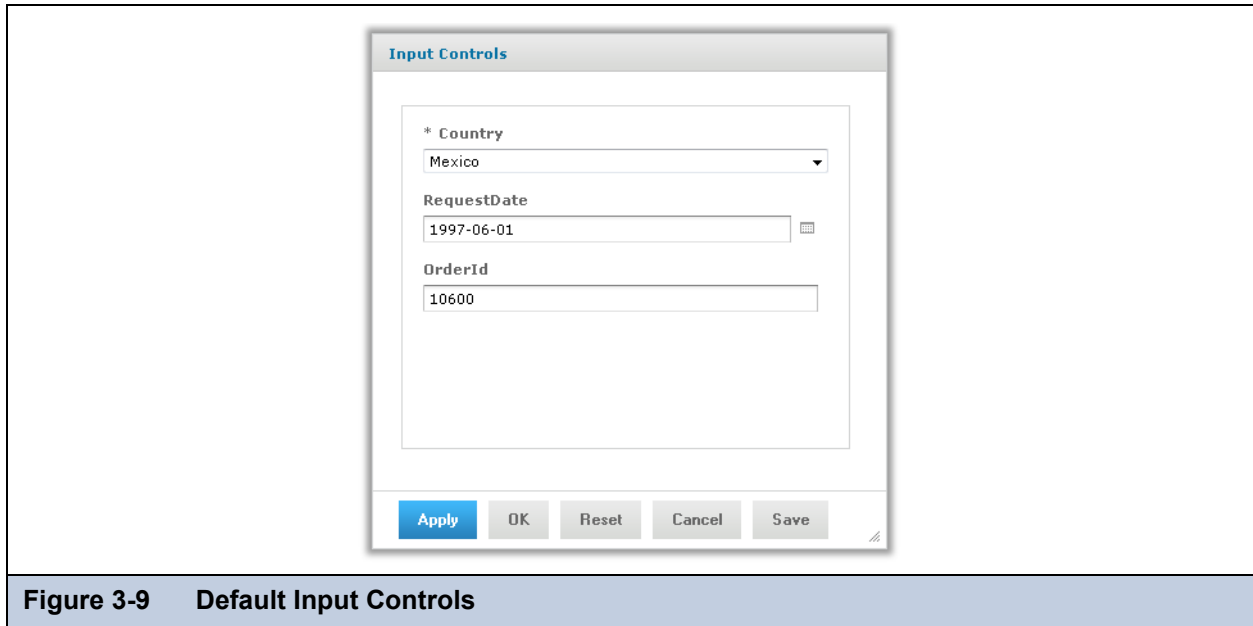 Input Controls
* Country
Mexico
RequestDate
1997-06-01
OrderId
10600
Apply OK Reset Cancel Save
Figure 3-9 Default Input Controls